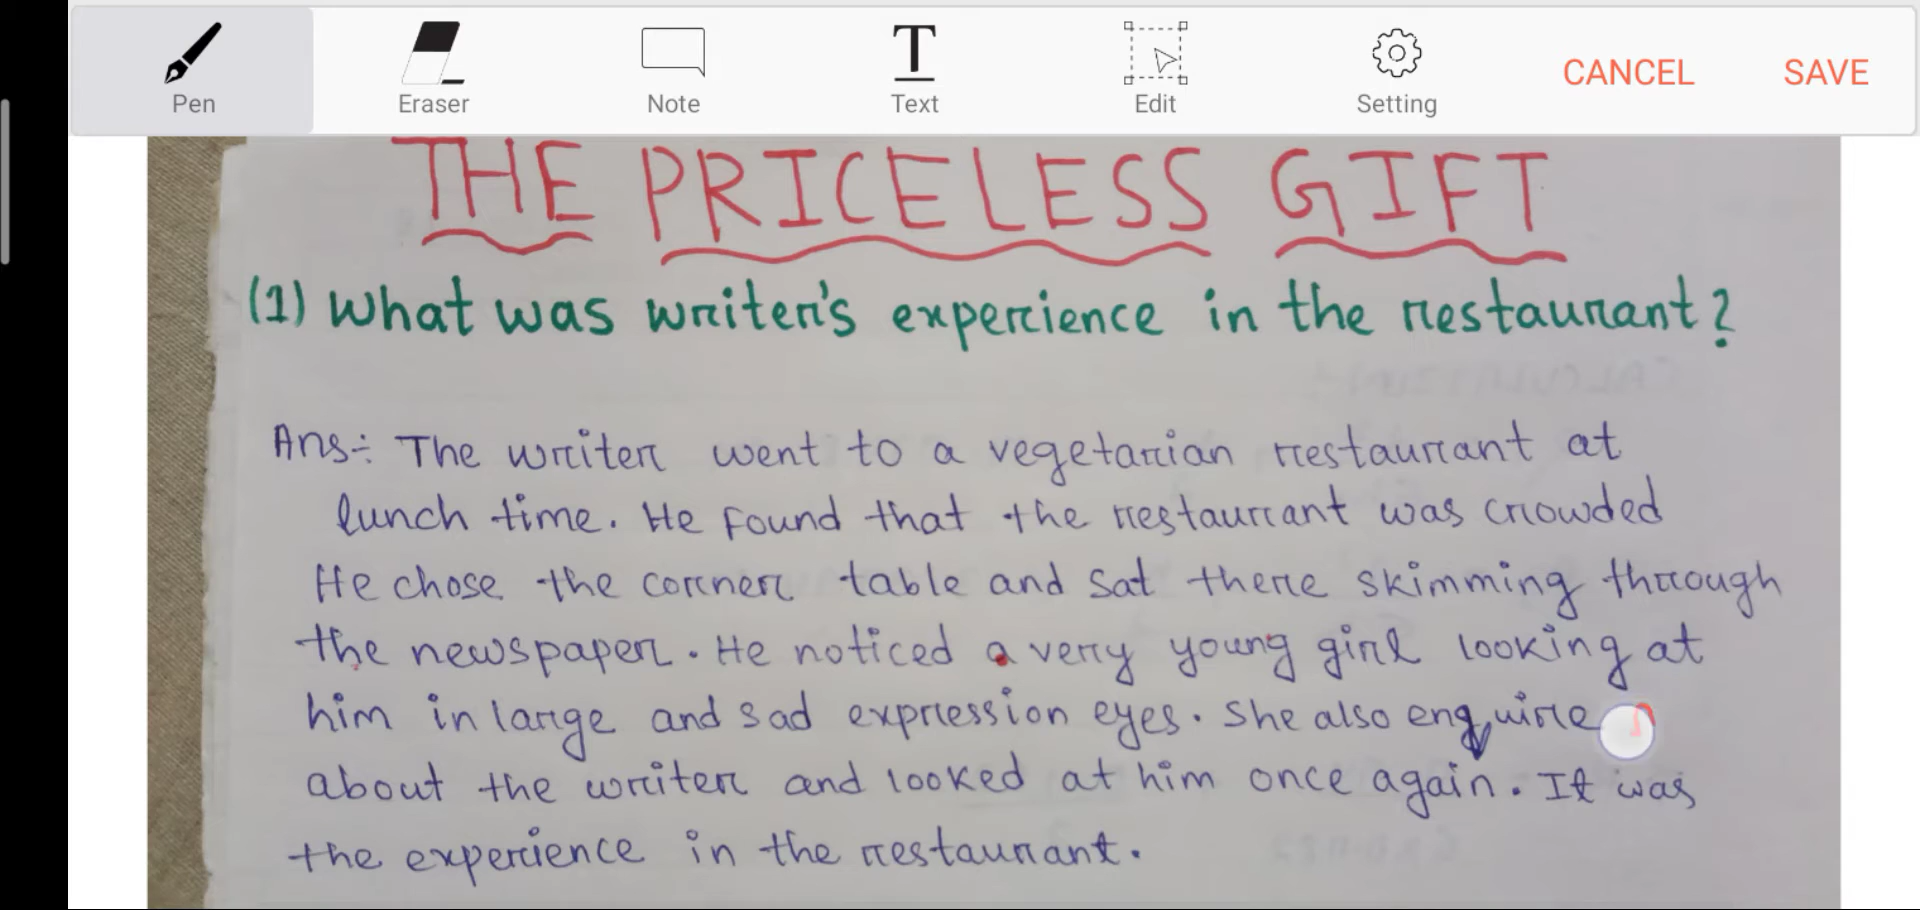 Pen Eraser Note Text Edit Setting CANCEL SAVE
THE PRICELESS GIFT
(1) What was writer's experience in the restaurant?
Ans:- The writer went to a vegetarian restaurant at
lunch time. He found that the restaurant was crowded
He chose the corner table and sat there skimming through
the newspaper. He noticed a very young girl looking at
him in large and sad expression eyes. She also enquire
about the writer and looked at him once again. It was
the experience in the restaurant.